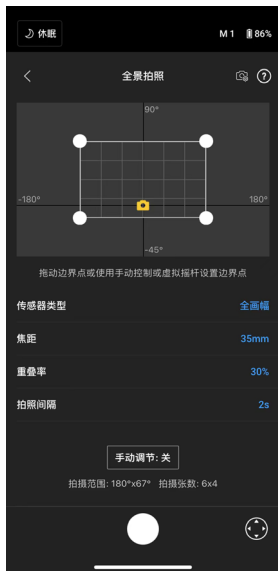 休眠 M 1 86%
全景拍照 ?
90°
-180° 180°
-45°
拖动边界点或使用手动控制或虚拟摇杆设置边界点
传感器类型 全画幅
焦距 35mm
重叠率 30%
拍照间隔 2s
手动调节: 关
拍摄范围: 180°x67° 拍摄张数: 6x4